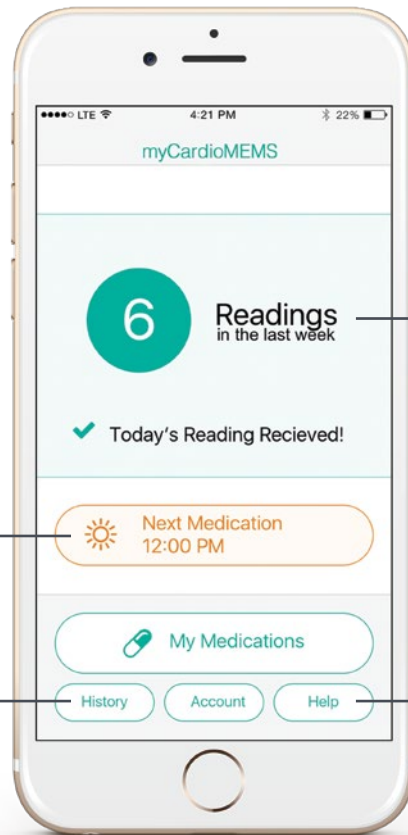 LTE 4:21 PM 22%
myCardioMEMS
6
Readings
in the last week
Today's Reading Recieved!
Next Medication
12:00 PM
My Medications
History Account Help